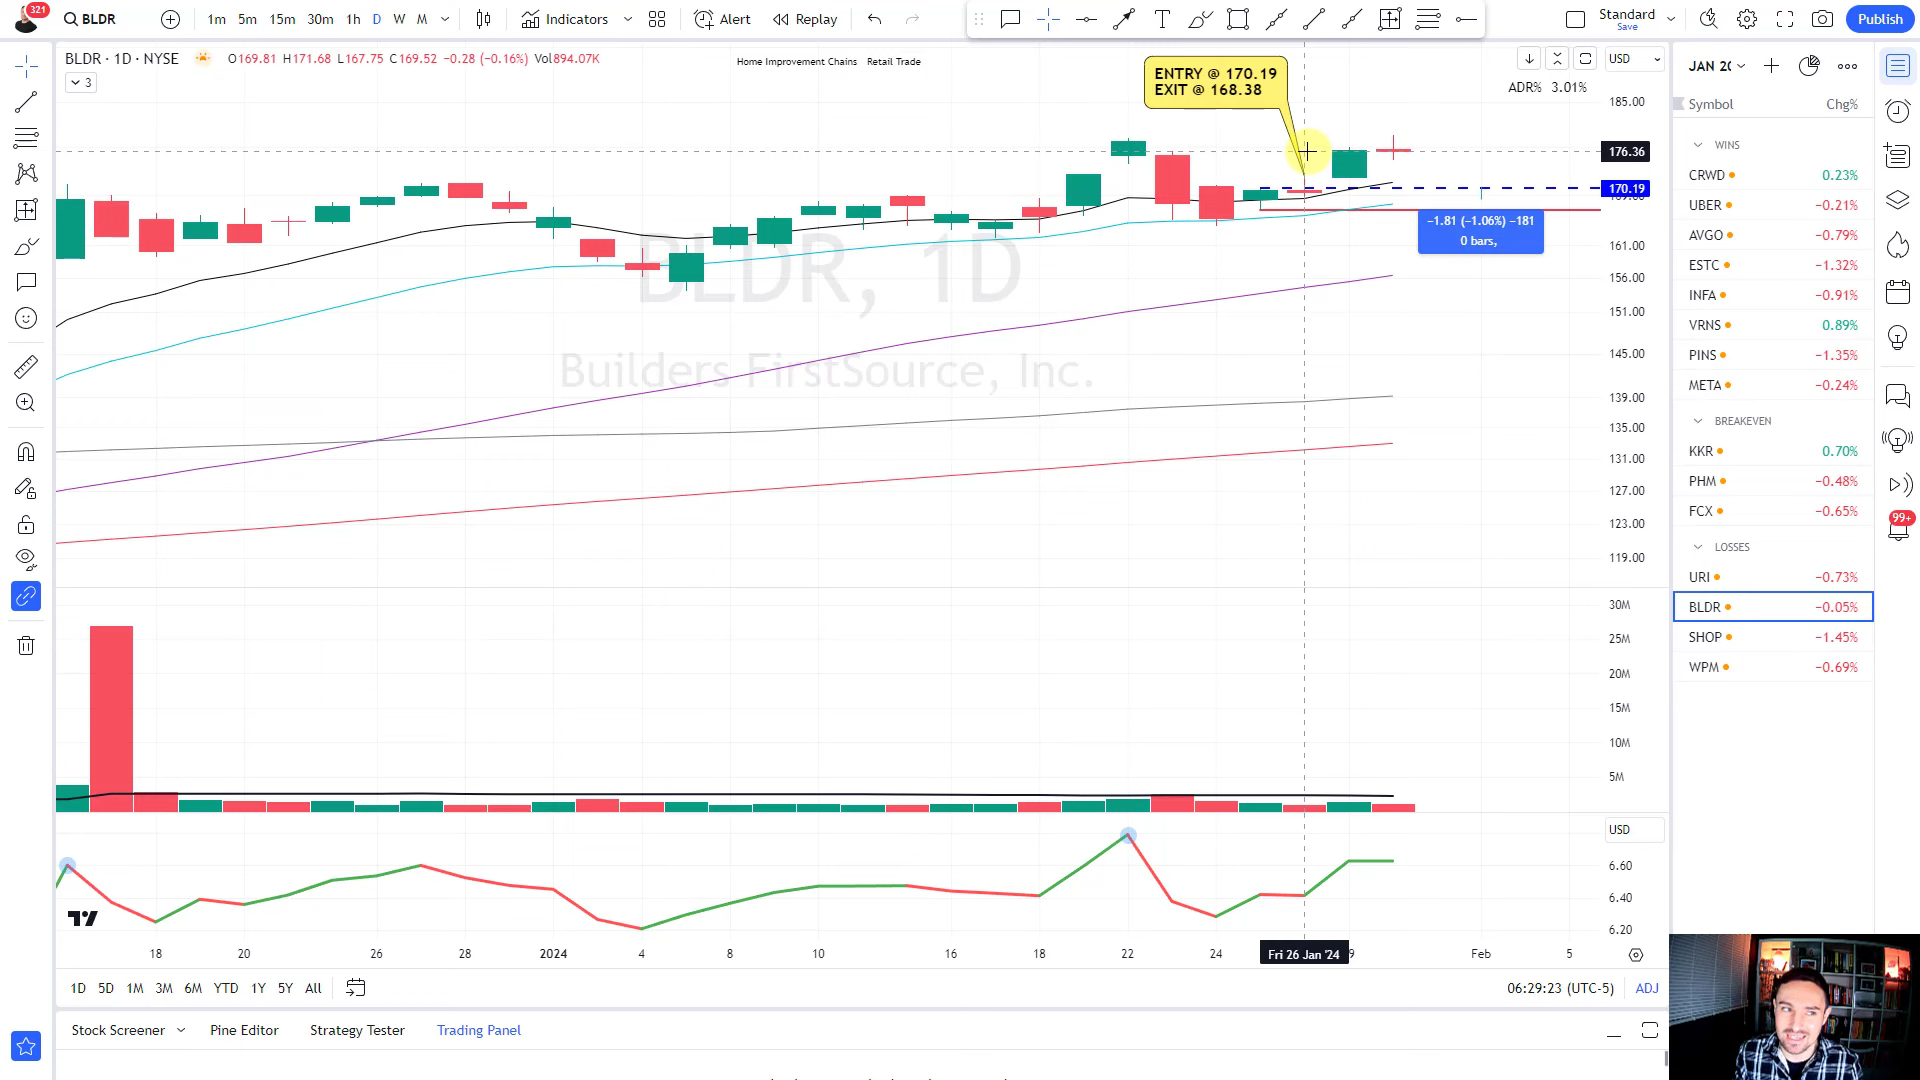 321
BLDR
1m 5m 15m 30m 1h D W M
Indicators
Alert
Replay
Standard
Save
Publish
BLDR · 1D · NYSE
O169.81 H171.68 L167.75 C169.52 −0.28 (−0.16%) Vol894.07K
3
Home Improvement Chains Retail Trade
ENTRY @ 170.19
EXIT @ 168.38
USD
ADR% 3.01%
185.00
176.36
170.19
161.00
156.00
151.00
145.00
139.00
135.00
131.00
127.00
123.00
119.00
−1.81 (−1.06%) −181
0 bars,
BLDR, 1D
Builders FirstSource, Inc.
30M
25M
20M
15M
10M
5M
USD
6.60
6.40
6.20
18 20 26 28 2024 4 8 10 16 18 22 24 Fri 26 Jan '24 9 Feb 5
1D 5D 1M 3M 6M YTD 1Y 5Y All
06:29:23 (UTC-5) ADJ
Stock Screener Pine Editor Strategy Tester Trading Panel
Symbol Chg%
WINS
CRWD 0.23%
UBER −0.21%
AVGO −0.79%
ESTC −1.32%
INFA −0.91%
VRNS 0.89%
PINS −1.35%
META −0.24%
BREAKEVEN
KKR 0.70%
PHM −0.48%
FCX −0.65%
LOSSES
URI −0.73%
BLDR −0.05%
SHOP −1.45%
WPM −0.69%
99+